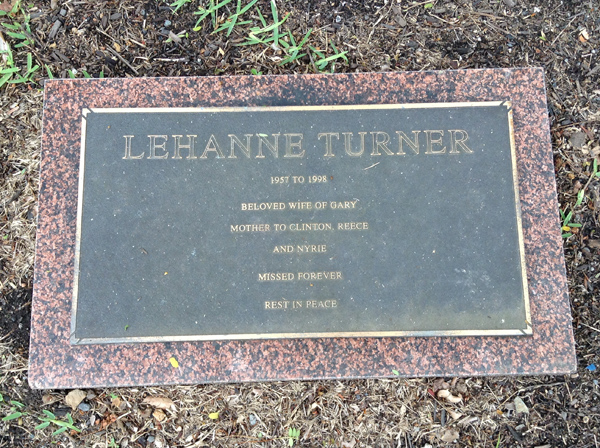 LEHANNE TURNER
1957 TO 1998
BELOVED WIFE OF GARY
MOTHER TO CLINTON, REECE
AND NYRIE
MISSED FOREVER
REST IN PEACE